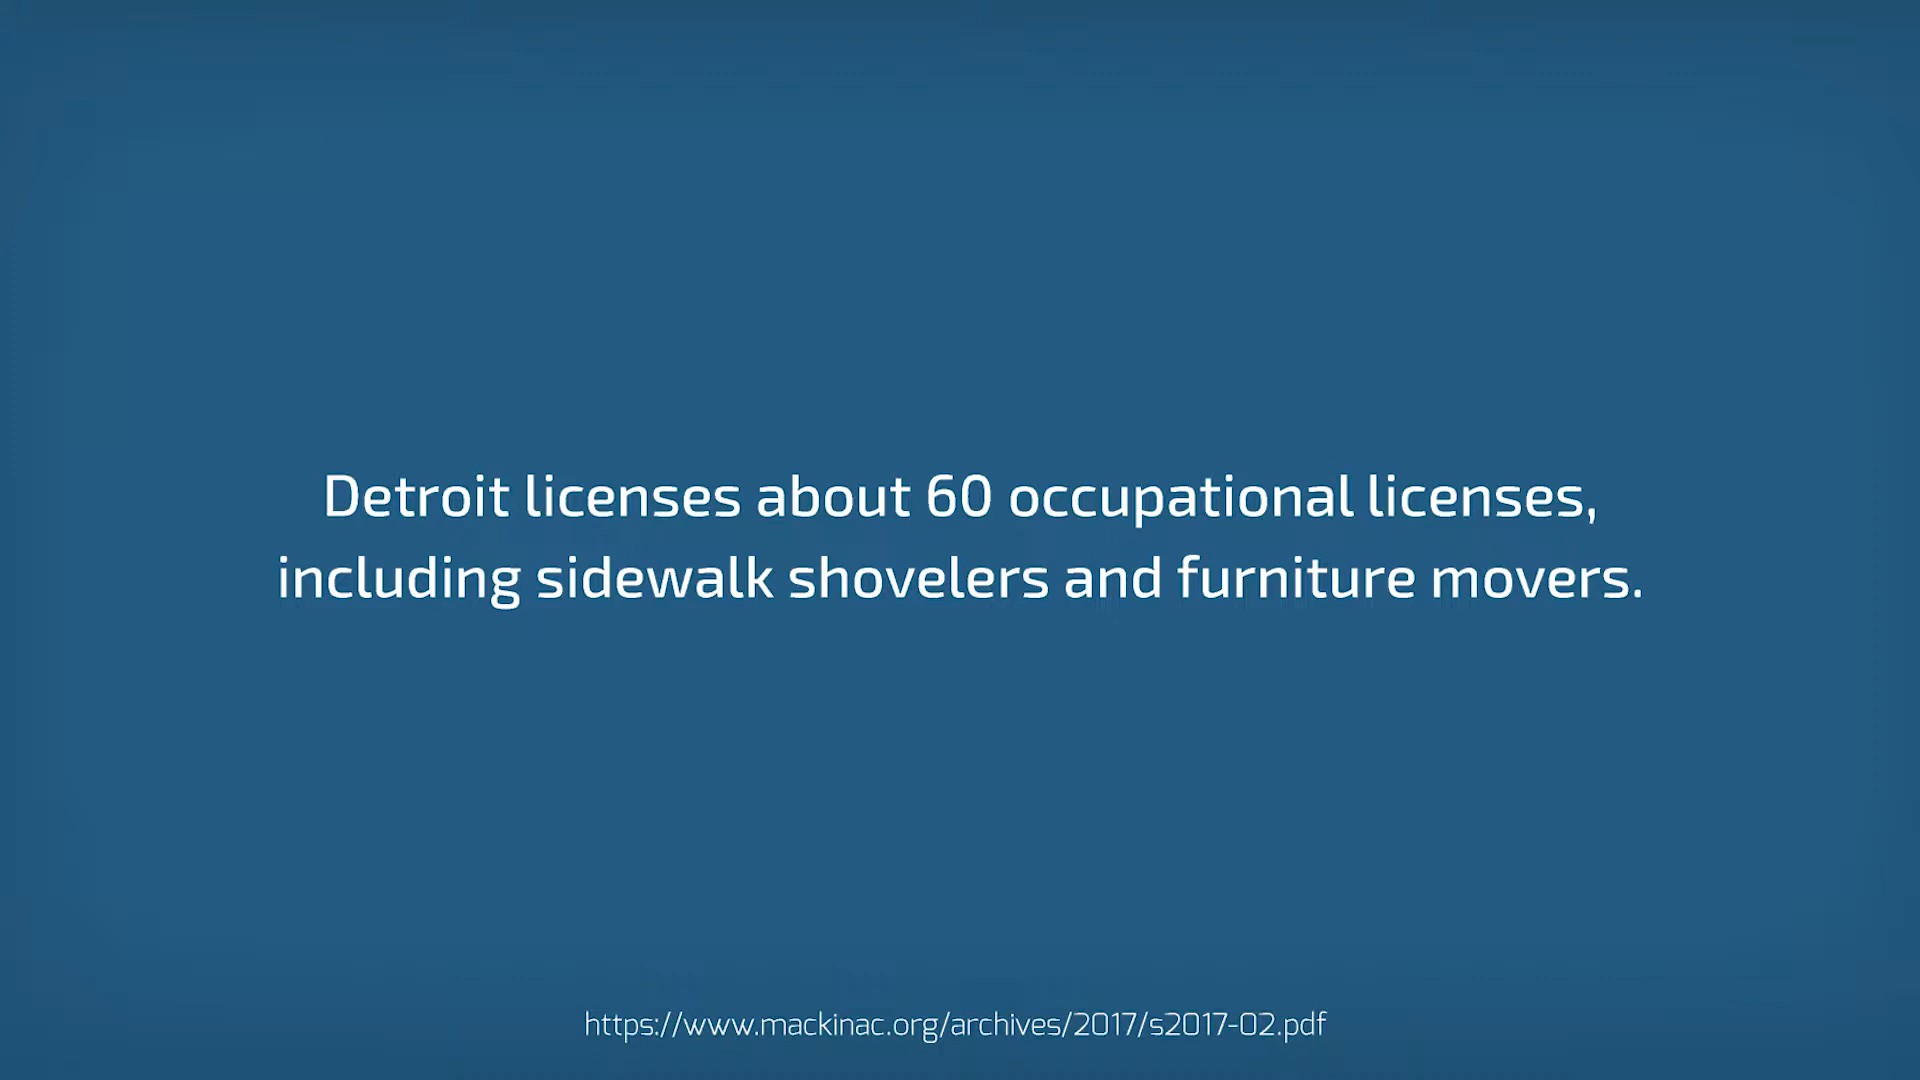 Detroit licenses about 60 occupational licenses,
including sidewalk shovelers and furniture movers.
https://www.mackinac.org/archives/2017/s2017-02.pdf